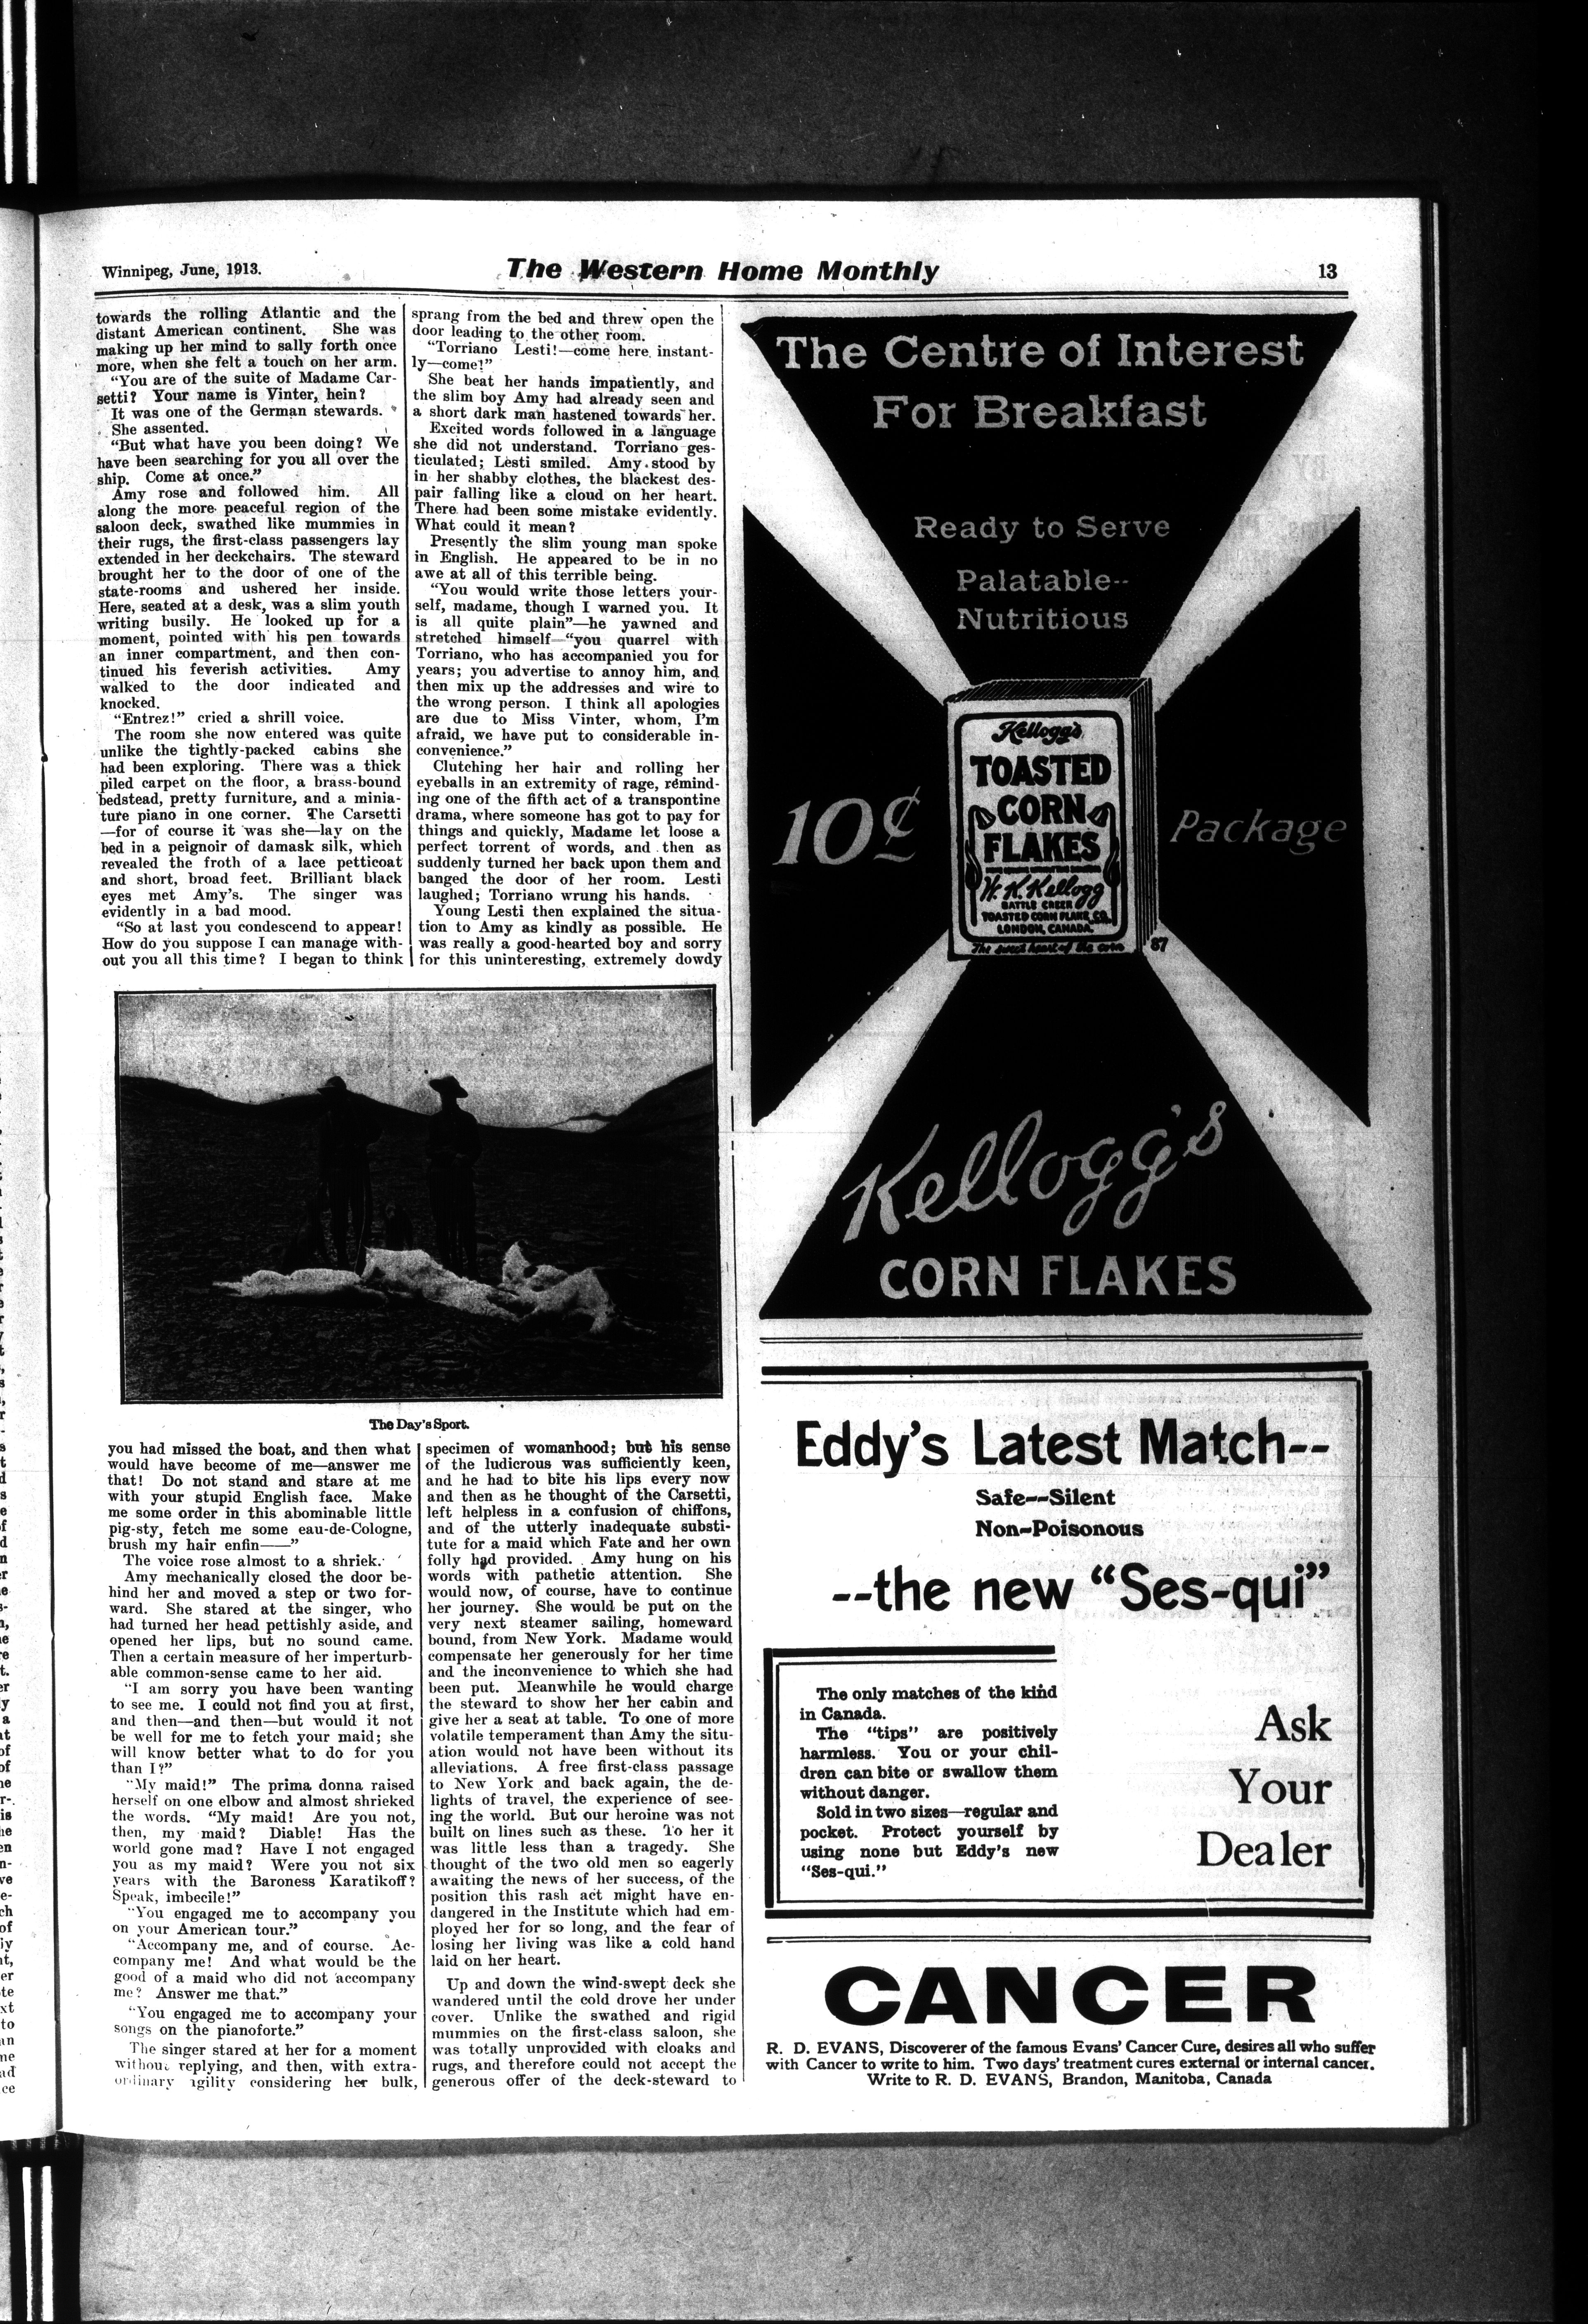 Winnipeg, June, 1913.
The Western Home Monthly
13
towards the rolling Atlantic and the
distant American continent. She was
making up her mind to sally forth once
more, when she felt a touch on her arm.
"You are of the suite of Madame Car-
setti? Your name is Vinter, hein?
It was one of the German stewards.
She assented.
"But what have you been doing? We
have been searching for you all over the
ship. Come at once."
Amy rose and followed him. All
along the more peaceful region of the
saloon deck, swathed like mummies in
their rugs, the first-class passengers lay
extended in her deckchairs. The steward
brought her to the door of one of the
state-rooms and ushered her inside.
Here, seated at a desk, was a slim youth
writing busily. He looked up for a
moment, pointed with his pen towards
an inner compartment, and then con-
tinued his feverish activities. Amy
walked to the door indicated and
knocked.
"Entrez!" cried a shrill voice.
The room she now entered was quite
unlike the tightly-packed cabins she
had been exploring. There was a thick
piled carpet on the floor, a brass-bound
bedstead, pretty furniture, and a minia-
ture piano in one corner. The Carsetti
—for of course it was she—lay on the
bed in a peignoir of damask silk, which
revealed the froth of a lace petticoat
and short, broad feet. Brilliant black
eyes met Amy's. The singer was
evidently in a bad mood.
"So at last you condescend to appear!
How do you suppose I can manage with-
out you all this time? I began to think
sprang from the bed and threw open the
door leading to the other room.
"Torriano Lesti!—come here instant-
ly—come!"
She beat her hands impatiently, and
the slim boy Amy had already seen and
a short dark man hastened towards her.
Excited words followed in a language
she did not understand. Torriano ges-
ticulated; Lesti smiled. Amy stood by
in her shabby clothes, the blackest des-
pair falling like a cloud on her heart.
There had been some mistake evidently.
What could it mean?
Presently the slim young man spoke
in English. He appeared to be in no
awe at all of this terrible being.
"You would write those letters your-
self, madame, though I warned you. It
is all quite plain"—he yawned and
stretched himself—"you quarrel with
Torriano, who has accompanied you for
years; you advertise to annoy him, and
then mix up the addresses and wire to
the wrong person. I think all apologies
are due to Miss Vinter, whom, I'm
afraid, we have put to considerable in-
convenience."
Clutching her hair and rolling her
eyeballs in an extremity of rage, remind-
ing one of the fifth act of a transpontine
drama, where someone has got to pay for
things and quickly, Madame let loose a
perfect torrent of words, and then as
suddenly turned her back upon them and
banged the door of her room. Lesti
laughed; Torriano wrung his hands.
Young Lesti then explained the situa-
tion to Amy as kindly as possible. He
was really a good-hearted boy and sorry
for this uninteresting, extremely dowdy
The Day's Sport.
you had missed the boat, and then what
would have become of me—answer me
that! Do not stand and stare at me
with your stupid English face. Make
me some order in this abominable little
pig-sty, fetch me some eau-de-Cologne,
brush my hair enfin——"
The voice rose almost to a shriek.
Amy mechanically closed the door be-
hind her and moved a step or two for-
ward. She stared at the singer, who
had turned her head pettishly aside, and
opened her lips, but no sound came.
Then a certain measure of her imperturb-
able common-sense came to her aid.
"I am sorry you have been wanting
to see me. I could not find you at first,
and then—and then—but would it not
be well for me to fetch your maid; she
will know better what to do for you
than I?"
"My maid!" The prima donna raised
herself on one elbow and almost shrieked
the words. "My maid! Are you not,
then, my maid? Diable! Has the
world gone mad? Have I not engaged
you as my maid? Were you not six
years with the Baroness Karatikoff?
Speak, imbecile!"
"You engaged me to accompany you
on your American tour."
"Accompany me, and of course. Ac-
company me! And what would be the
good of a maid who did not accompany
me? Answer me that."
"You engaged me to accompany your
songs on the pianoforte."
The singer stared at her for a moment
without replying, and then, with extra-
ordinary agility considering her bulk,
specimen of womanhood; but his sense
of the ludicrous was sufficiently keen,
and he had to bite his lips every now
and then as he thought of the Carsetti,
left helpless in a confusion of chiffons,
and of the utterly inadequate substi-
tute for a maid which Fate and her own
folly had provided. Amy hung on his
words with pathetic attention. She
would now, of course, have to continue
her journey. She would be put on the
very next steamer sailing, homeward
bound, from New York. Madame would
compensate her generously for her time
and the inconvenience to which she had
been put. Meanwhile he would charge
the steward to show her her cabin and
give her a seat at table. To one of more
volatile temperament than Amy the situ-
ation would not have been without its
alleviations. A free first-class passage
to New York and back again, the de-
lights of travel, the experience of see-
ing the world. But our heroine was not
built on lines such as these. To her it
was little less than a tragedy. She
thought of the two old men so eagerly
awaiting the news of her success, of the
position this rash act might have en-
dangered in the Institute which had em-
ployed her for so long, and the fear of
losing her living was like a cold hand
laid on her heart.
Up and down the wind-swept deck she
wandered until the cold drove her under
cover. Unlike the swathed and rigid
mummies on the first-class saloon, she
was totally unprovided with cloaks and
rugs, and therefore could not accept the
generous offer of the deck-steward to
The Centre of Interest
For Breakfast
Ready to Serve
Palatable--
Nutritious
10¢
Package
Kellogg's
TOASTED
CORN
FLAKES
W. K. Kellogg
BATTLE CREEK
TOASTED CORN FLAKE CO.
LONDON, CANADA.
The sweet heart of the corn
87
Kellogg's
CORN FLAKES
Eddy's Latest Match--
Safe--Silent
Non-Poisonous
--the new "Ses-qui"
The only matches of the kind
in Canada.
The "tips" are positively
harmless. You or your chil-
dren can bite or swallow them
without danger.
Sold in two sizes—regular and
pocket. Protect yourself by
using none but Eddy's new
"Ses-qui."
Ask
Your
Dealer
CANCER
R. D. EVANS, Discoverer of the famous Evans' Cancer Cure, desires all who suffer
with Cancer to write to him. Two days' treatment cures external or internal cancer.
Write to R. D. EVANS, Brandon, Manitoba, Canada